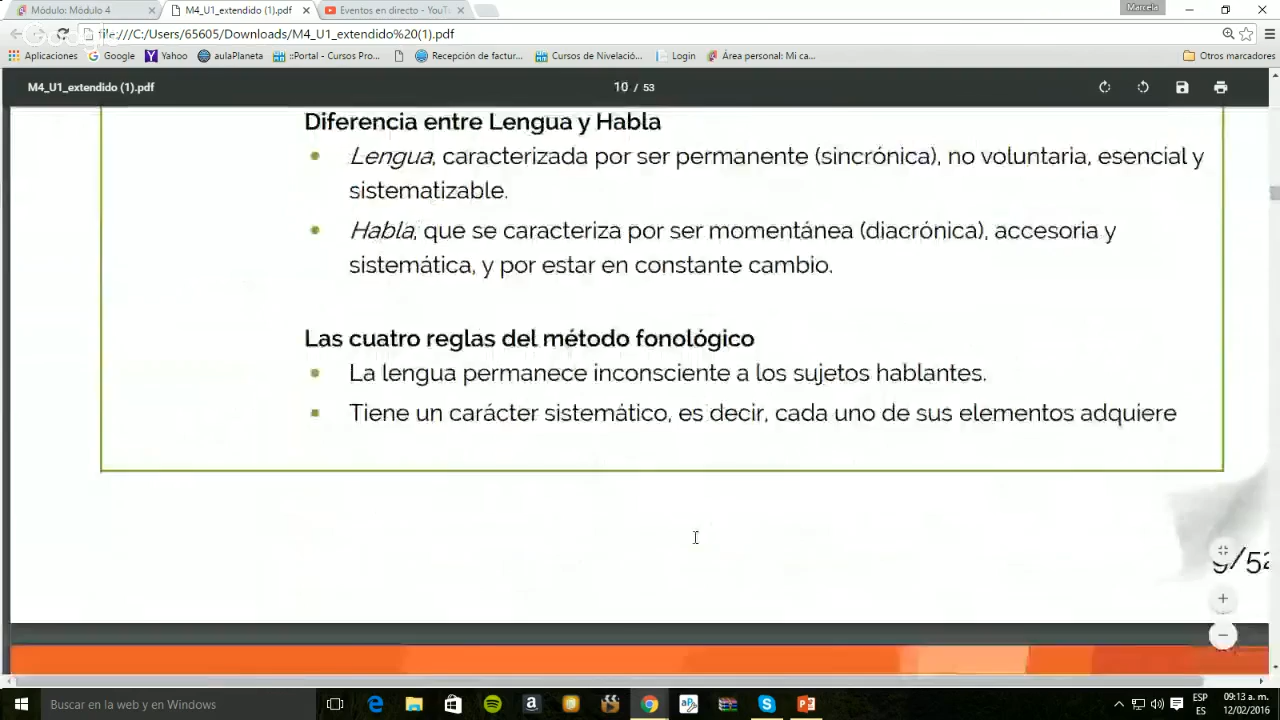 Marcela
Módulo: Módulo 4
M4_U1_extendido (1).pdf
Eventos en directo - YouTu
file:///C:/Users/65605/Downloads/M4_U1_extendido%20(1).pdf
Aplicaciones
Google
Yahoo
aulaPlaneta
::Portal - Cursos Pro...
Recepción de factur...
Cursos de Nivelació...
Login
Área personal: Mi ca...
Otros marcadores
M4_U1_extendido (1).pdf
10 / 53
Diferencia entre Lengua y Habla
Lengua, caracterizada por ser permanente (sincrónica), no voluntaria, esencial y
sistematizable.
Habla, que se caracteriza por ser momentánea (diacrónica), accesoria y
sistemática, y por estar en constante cambio.
Las cuatro reglas del método fonológico
La lengua permanece inconsciente a los sujetos hablantes.
Tiene un carácter sistemático, es decir, cada uno de sus elementos adquiere
9/52
Buscar en la web y en Windows
ESP
ES
09:13 a. m.
12/02/2016